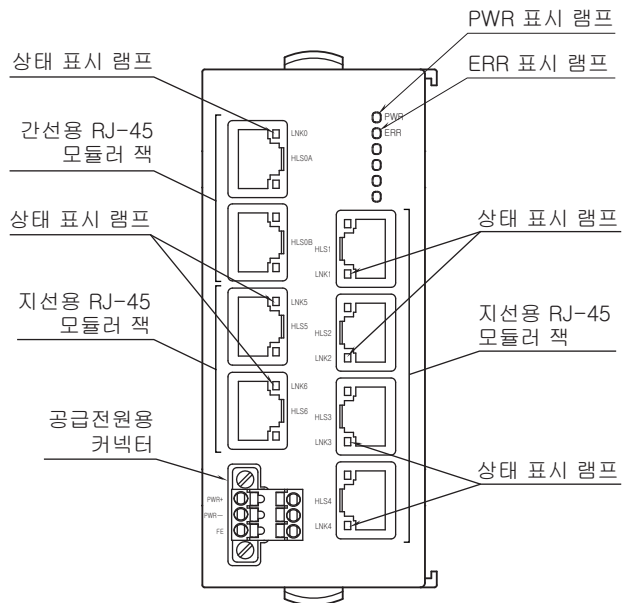 PWR 표시 램프
ERR 표시 램프
상태 표시 램프
간선용 RJ-45
모듈러 잭
상태 표시 램프
지선용 RJ-45
모듈러 잭
공급전원용
커넥터
LNK0
HLS0A
HLS0B
LNK5
HLS5
LNK6
HLS6
PWR+
PWR-
FE
PWR
ERR
HLS1
LNK1
HLS2
LNK2
HLS3
LNK3
HLS4
LNK4
상태 표시 램프
지선용 RJ-45
모듈러 잭
상태 표시 램프